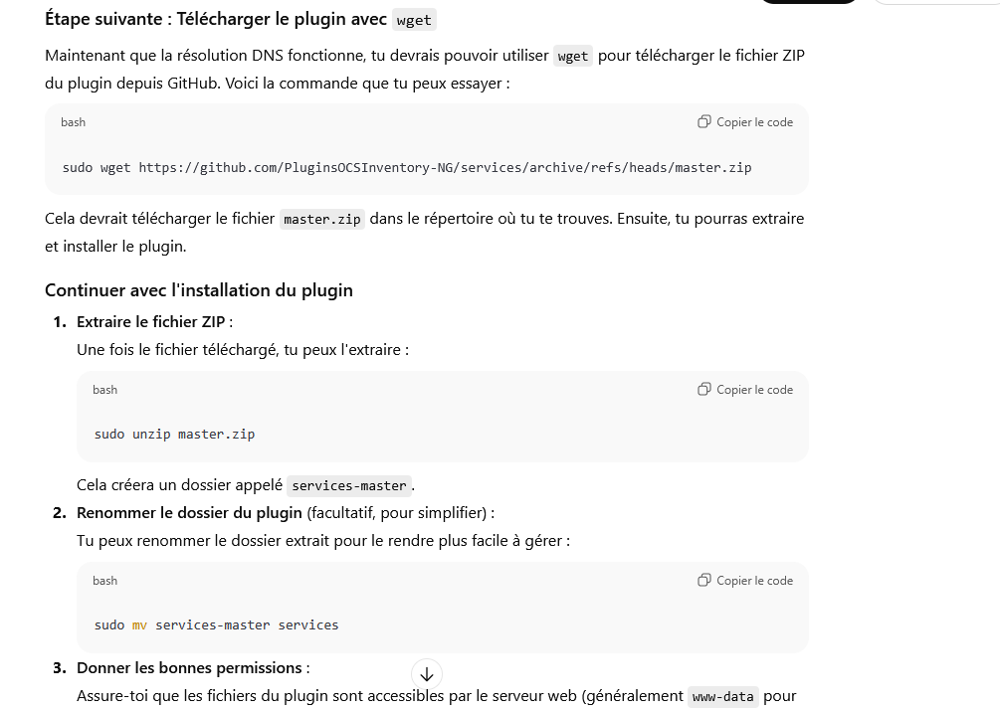 Étape suivante : Télécharger le plugin avec wget
Maintenant que la résolution DNS fonctionne, tu devrais pouvoir utiliser wget pour télécharger le fichier ZIP
du plugin depuis GitHub. Voici la commande que tu peux essayer :
bash
Copier le code
sudo wget https://github.com/PluginsOCSInventory-NG/services/archive/refs/heads/master.zip
Cela devrait télécharger le fichier master.zip dans le répertoire où tu te trouves. Ensuite, tu pourras extraire
et installer le plugin.
Continuer avec l'installation du plugin
1. Extraire le fichier ZIP :
Une fois le fichier téléchargé, tu peux l'extraire :
bash
Copier le code
sudo unzip master.zip
Cela créera un dossier appelé services-master.
2. Renommer le dossier du plugin (facultatif, pour simplifier) :
Tu peux renommer le dossier extrait pour le rendre plus facile à gérer :
bash
Copier le code
sudo mv services-master services
3. Donner les bonnes permissions :
Assure-toi que les fichiers du plugin sont accessibles par le serveur web (généralement www-data pour